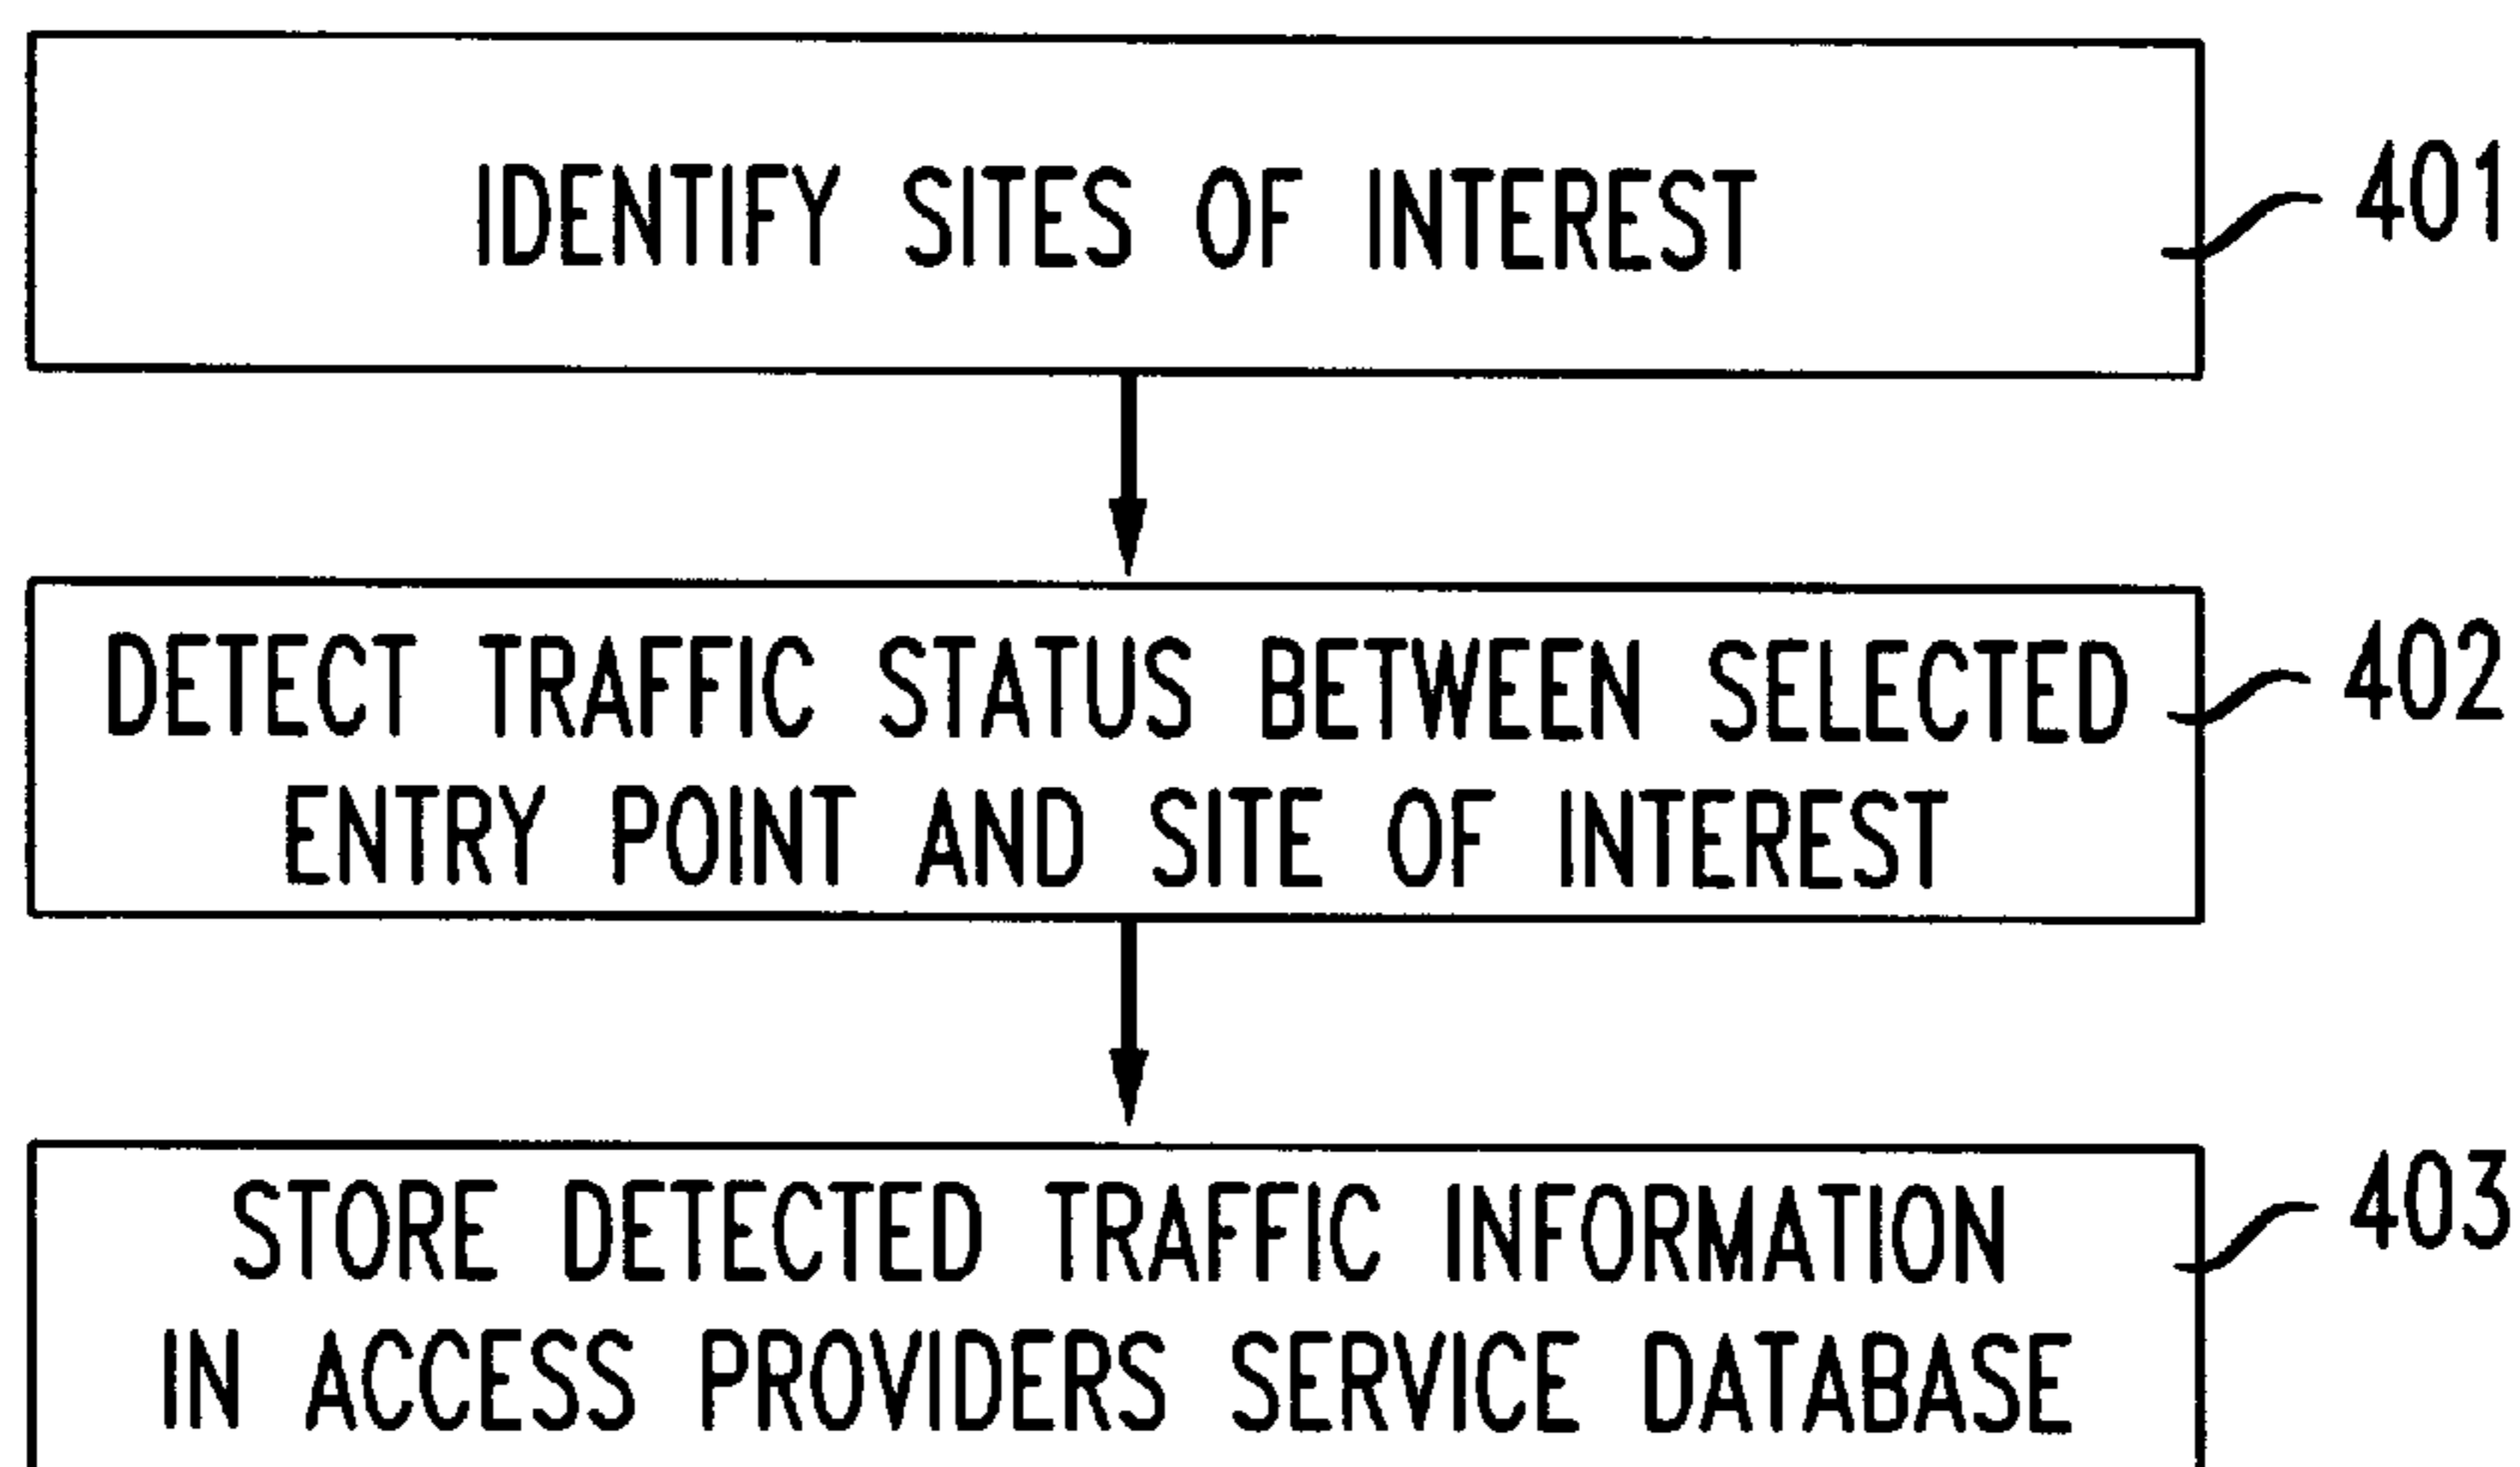 IDENTIFY SITES OF INTEREST
401
DETECT TRAFFIC STATUS BETWEEN SELECTED
ENTRY POINT AND SITE OF INTEREST
402
STORE DETECTED TRAFFIC INFORMATION
IN ACCESS PROVIDERS SERVICE DATABASE
403